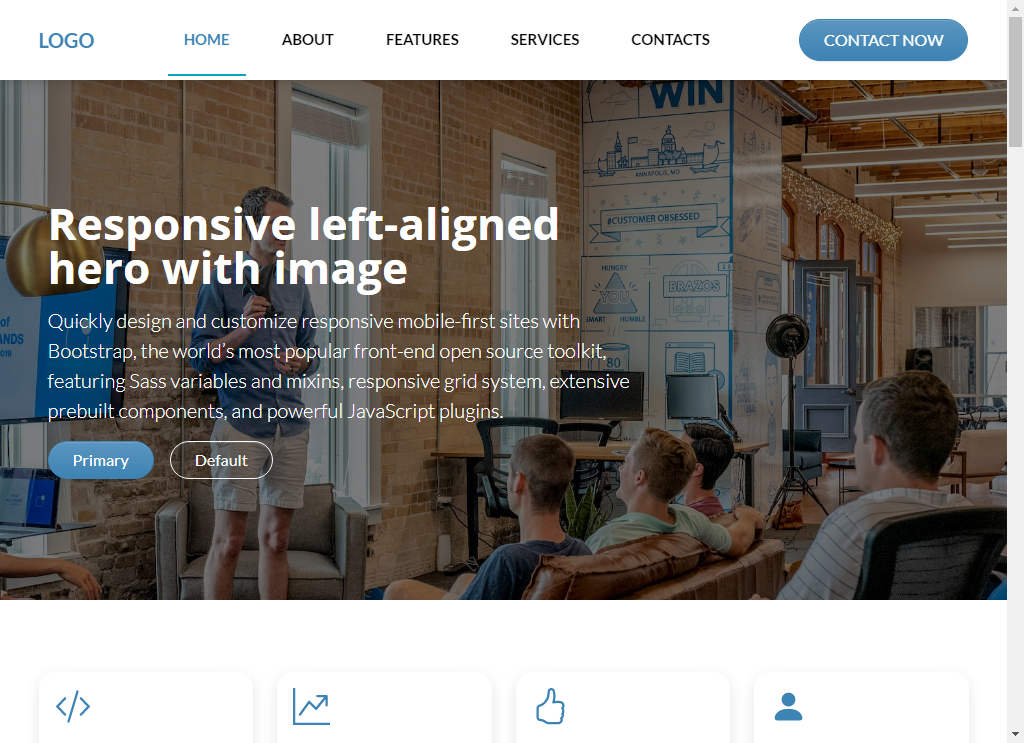 LOGO
HOME
ABOUT
FEATURES
SERVICES
CONTACTS
CONTACT NOW
WIN
ANNAPOLIS, MD
#CUSTOMER OBSESSED
HUNGRY
YOU
SMART HUMBLE
BRAZOS
80
Responsive left-aligned
hero with image
of
ANDS
2019
Quickly design and customize responsive mobile-first sites with
Bootstrap, the world’s most popular front-end open source toolkit,
featuring Sass variables and mixins, responsive grid system, extensive
prebuilt components, and powerful JavaScript plugins.
Primary
Default